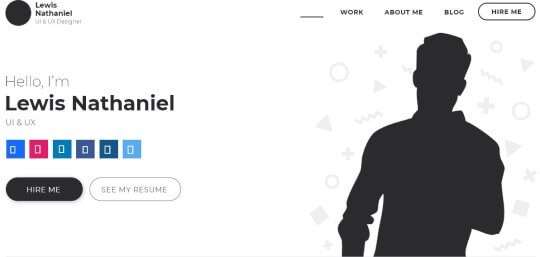 Lewis
Nathaniel
UI & UX Designer
WORK
ABOUT ME
BLOG
HIRE ME
Hello, I'm
Lewis Nathaniel
UI & UX
HIRE ME
SEE MY RESUME